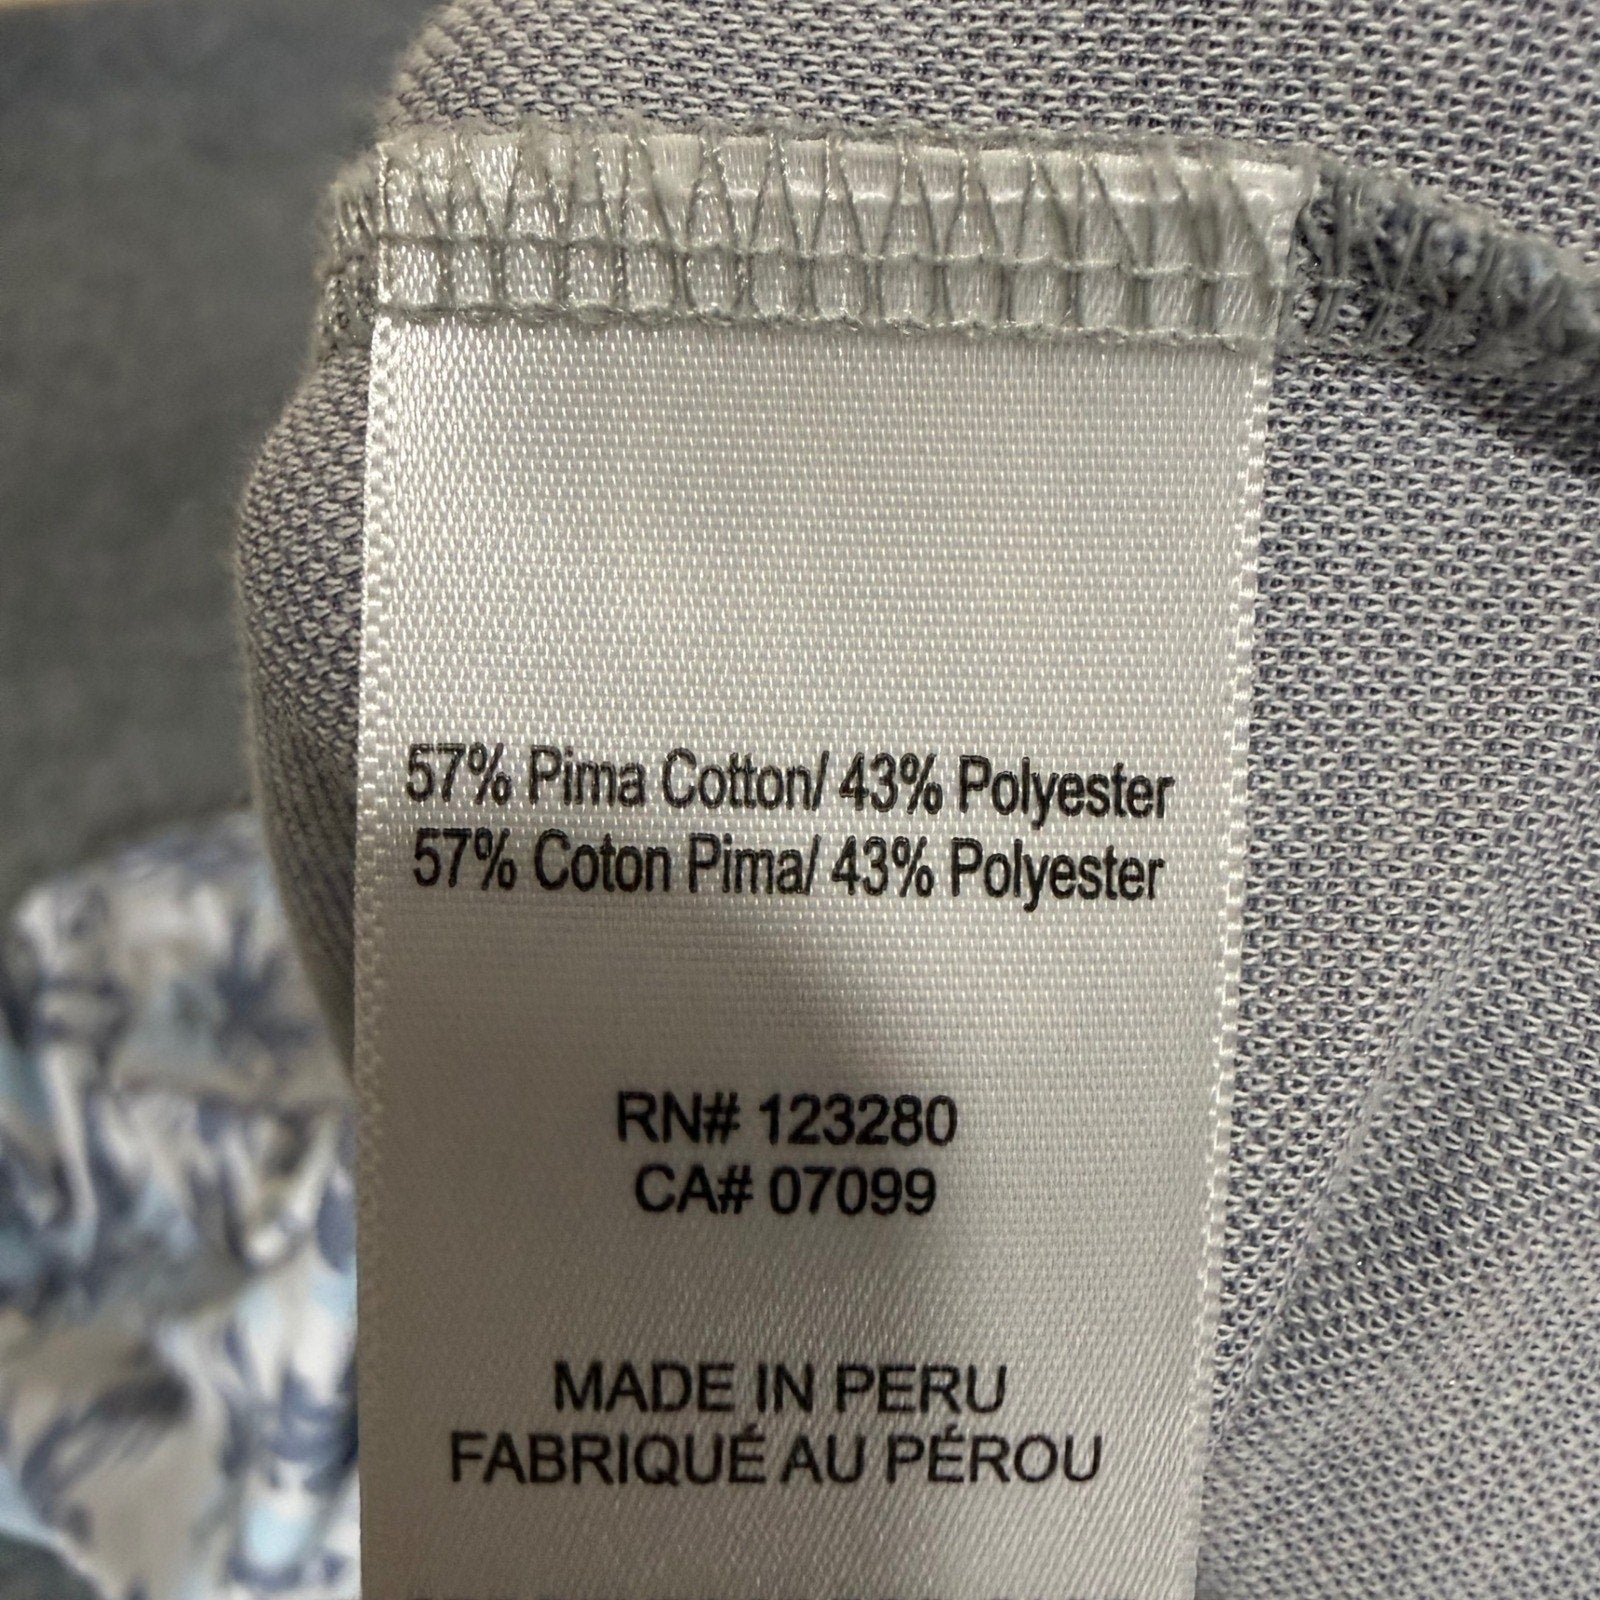 57% Pima Cotton/ 43% Polyester
57% Coton Pima/ 43% Polyester
RN# 123280
CA# 07099
MADE IN PERU
FABRIQUÉ AU PÉROU